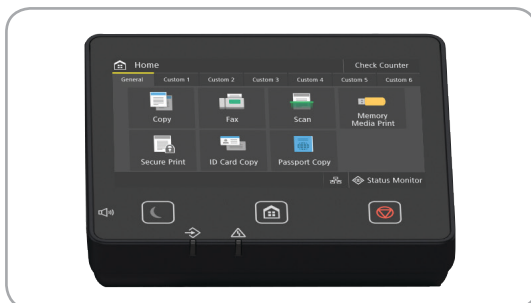 Home
Check Counter
General Custom 1 Custom 2 Custom 3 Custom 4 Custom 5 Custom 6
Copy
Fax
Scan
Memory
Media Print
Secure Print
ID Card Copy
Passport Copy
Status Monitor